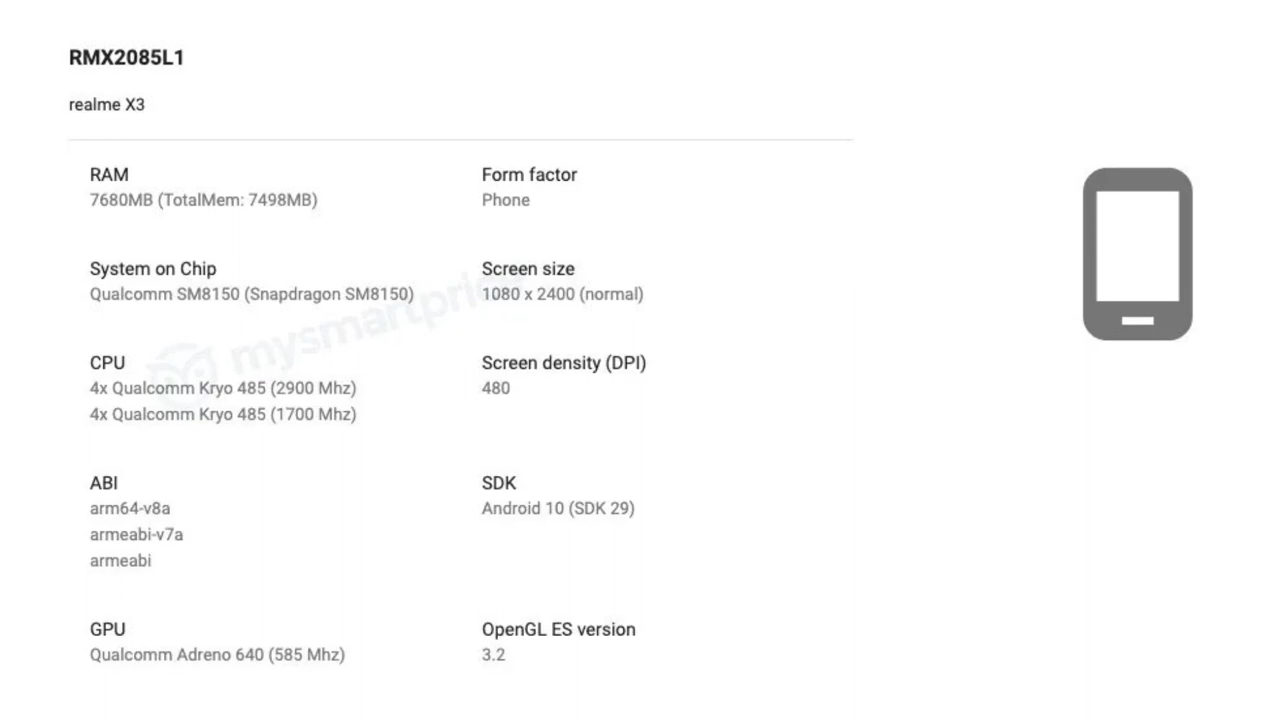 RMX2085L1
realme X3
RAM
7680MB (TotalMem: 7498MB)
Form factor
Phone
System on Chip
Qualcomm SM8150 (Snapdragon SM8150)
Screen size
1080 x 2400 (normal)
CPU
4x Qualcomm Kryo 485 (2900 Mhz)
4x Qualcomm Kryo 485 (1700 Mhz)
Screen density (DPI)
480
ABI
arm64-v8a
armeabi-v7a
armeabi
SDK
Android 10 (SDK 29)
GPU
Qualcomm Adreno 640 (585 Mhz)
OpenGL ES version
3.2
mysmartprice